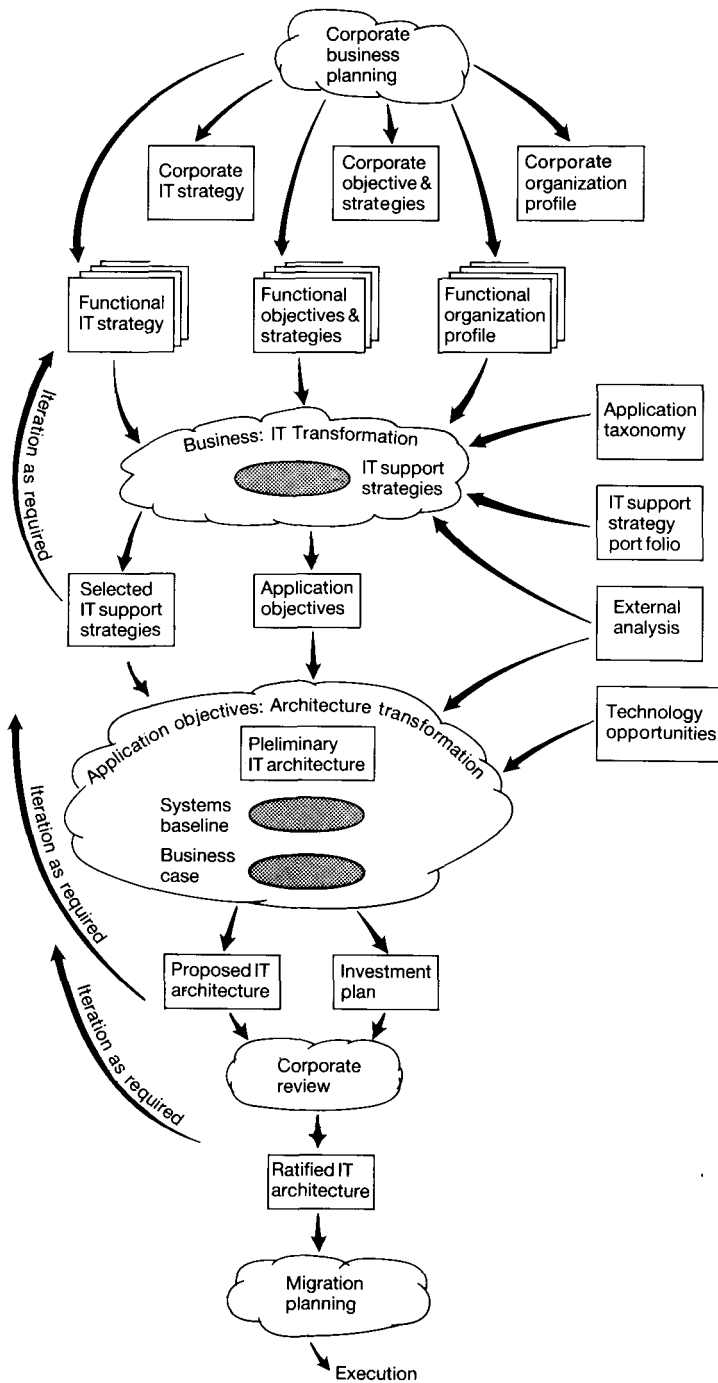 Corporate
business
planning
Corporate
IT strategy
Corporate
objective &
strategies
Corporate
organization
profile
Functional
IT strategy
Functional
objectives &
strategies
Functional
organization
profile
Iteration as required
Business: IT Transformation
IT support
strategies
Application
taxonomy
IT support
strategy
port folio
External
analysis
Technology
opportunities
Selected
IT support
strategies
Application
objectives
Application objectives: Architecture transformation
Pleliminary
IT architecture
Systems
baseline
Business
case
Iteration as required
Proposed IT
architecture
Investment
plan
Iteration as required
Corporate
review
Ratified IT
architecture
Migration
planning
Execution